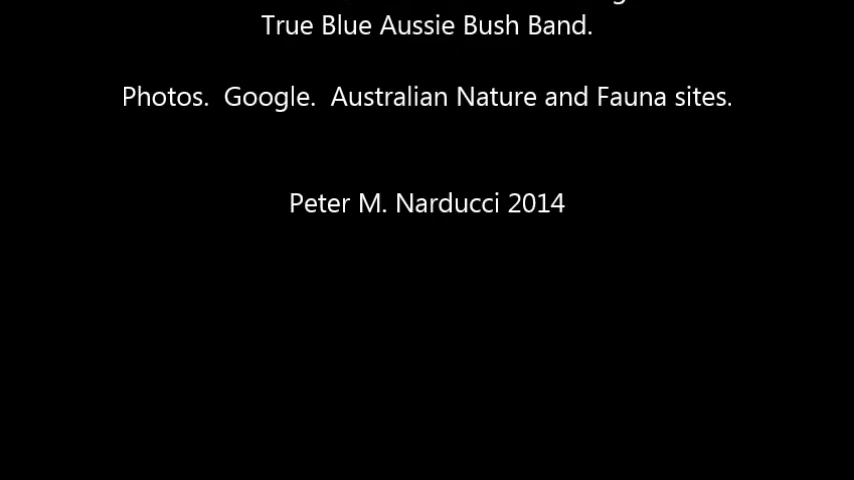 True Blue Aussie Bush Band.
Photos.  Google.  Australian Nature and Fauna sites.
Peter M. Narducci 2014